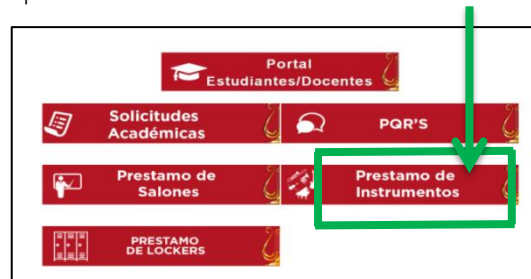 Portal
Estudiantes/Docentes
Solicitudes
Académicas
PQR'S
Prestamo de
Salones
Prestamo de
Instrumentos
PRESTAMO
DE LOCKERS